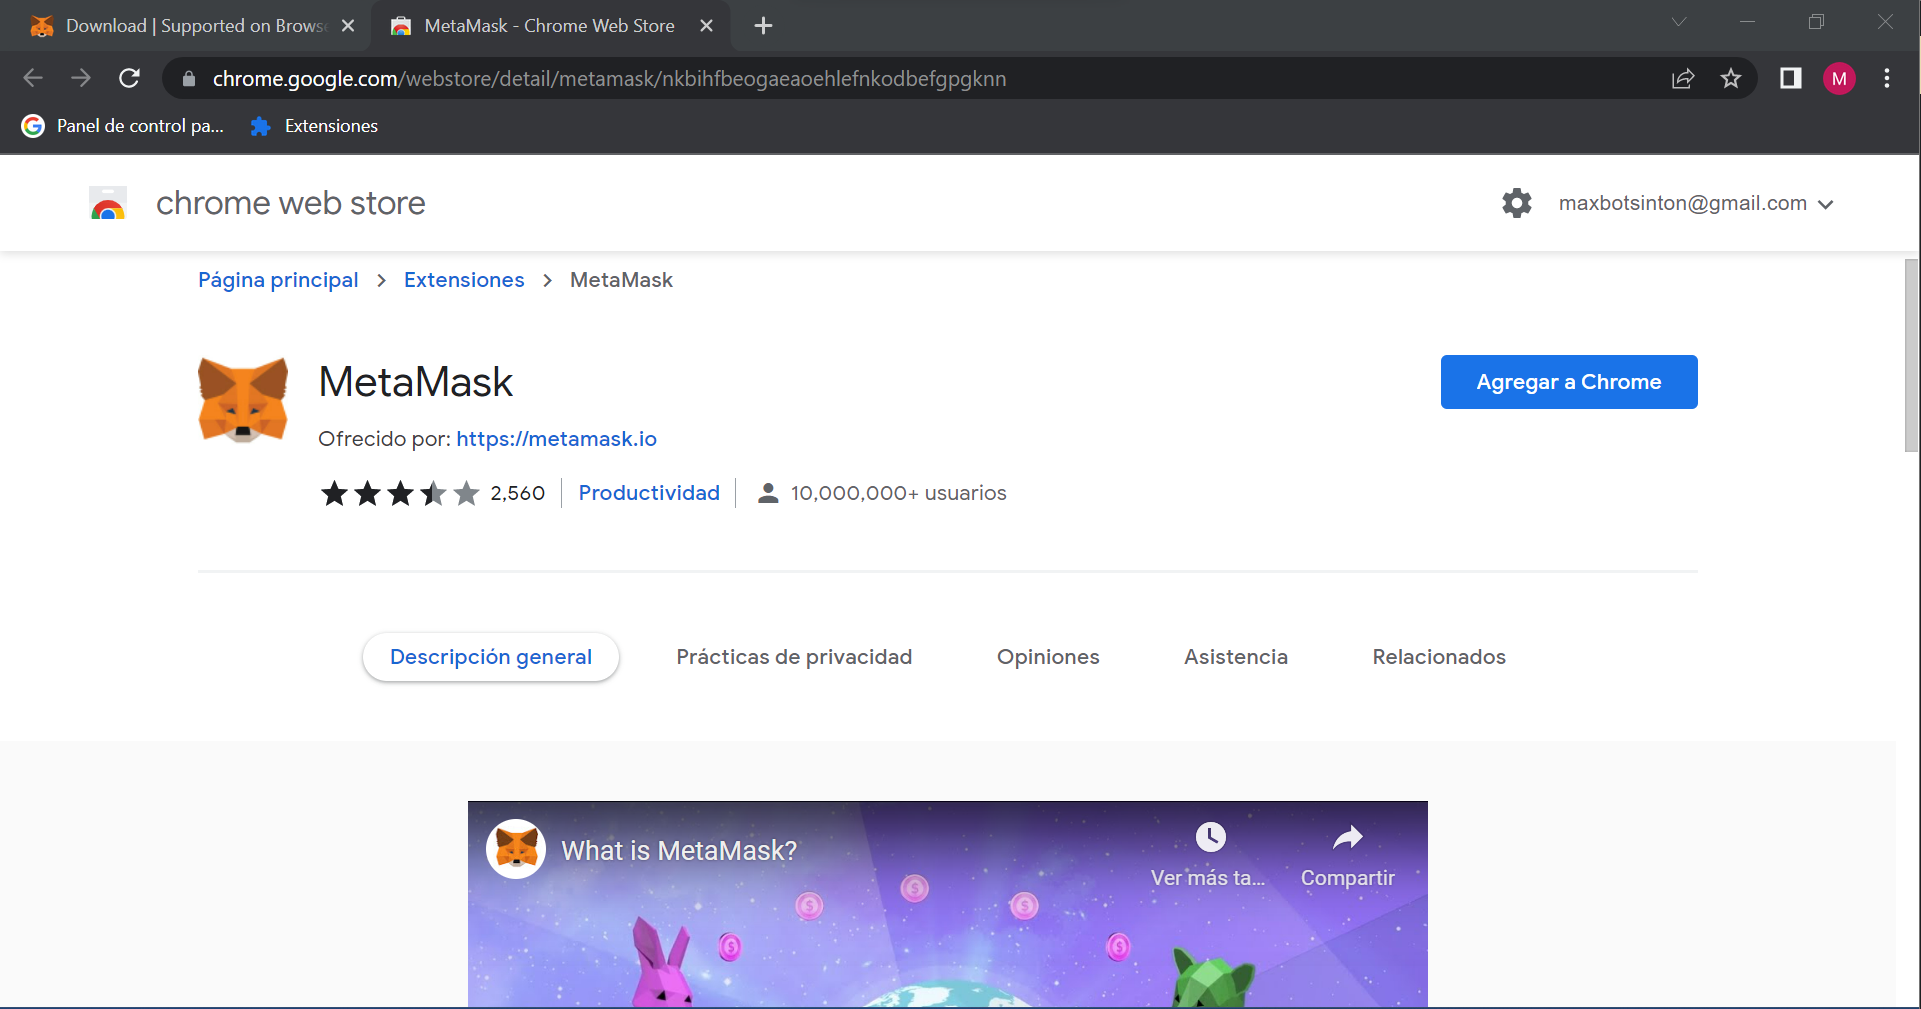 Download | Supported on Browse
MetaMask - Chrome Web Store
chrome.google.com/webstore/detail/metamask/nkbihfbeogaeaoehlefnkodbefgpgknn
M
Panel de control pa...
Extensiones
chrome web store
maxbotsinton@gmail.com
Página principal > Extensiones > MetaMask
MetaMask
Agregar a Chrome
Ofrecido por: https://metamask.io
2,560 | Productividad | 10,000,000+ usuarios
Descripción general
Prácticas de privacidad
Opiniones
Asistencia
Relacionados
What is MetaMask?
Ver más ta...
Compartir